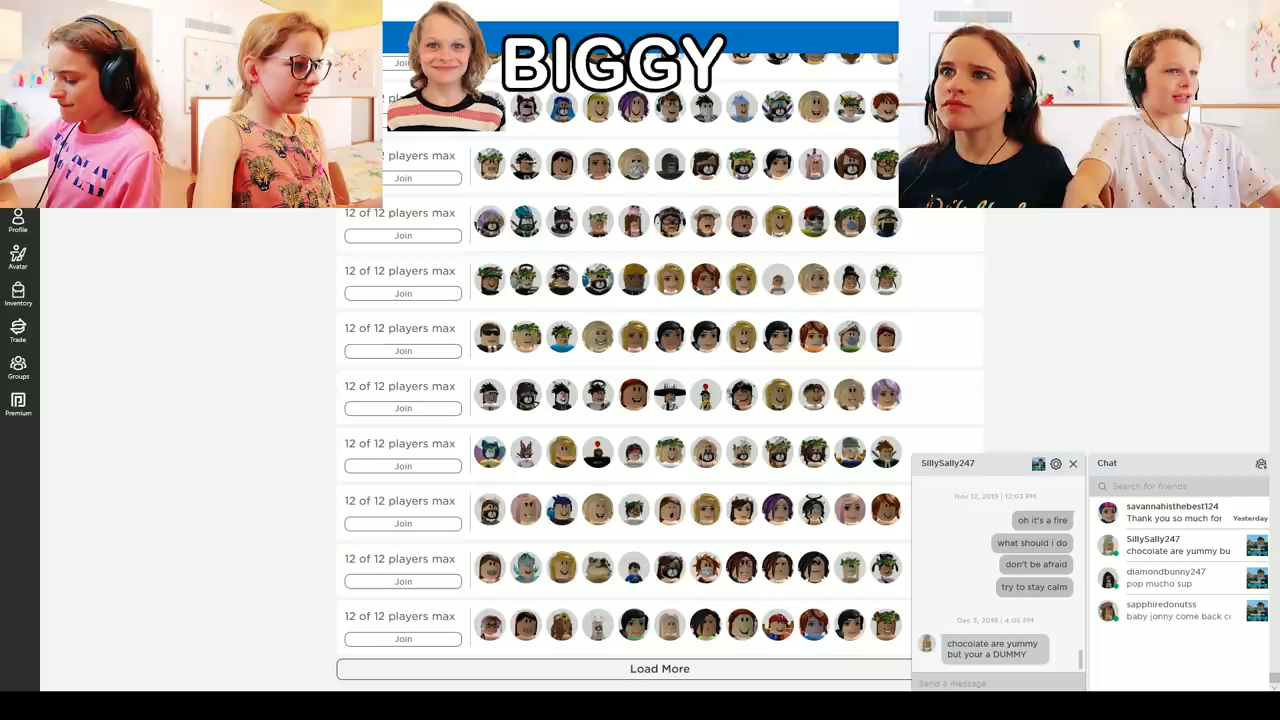 BIGGY
Join
Join
12 of 12 players max
Join
12 of 12 players max
Join
12 of 12 players max
Join
12 of 12 players max
Join
12 of 12 players max
Join
12 of 12 players max
Join
12 of 12 players max
Join
12 of 12 players max
Join
Load More
players max
Join
Profile
Avatar
Inventory
Trade
Groups
Premium
SillySally247
Nov 12, 2019 | 12:03 PM
oh it's a fire
what should i do
don't be afraid
try to stay calm
Dec 3, 2019 | 4:05 PM
chocolate are yummy
but your a DUMMY
Send a message
Chat
Search for friends
savannahisthebest124
Thank you so much for
Yesterday
SillySally247
chocolate are yummy bu
diamondbunny247
pop mucho sup
sapphiredonutss
baby jonny come back